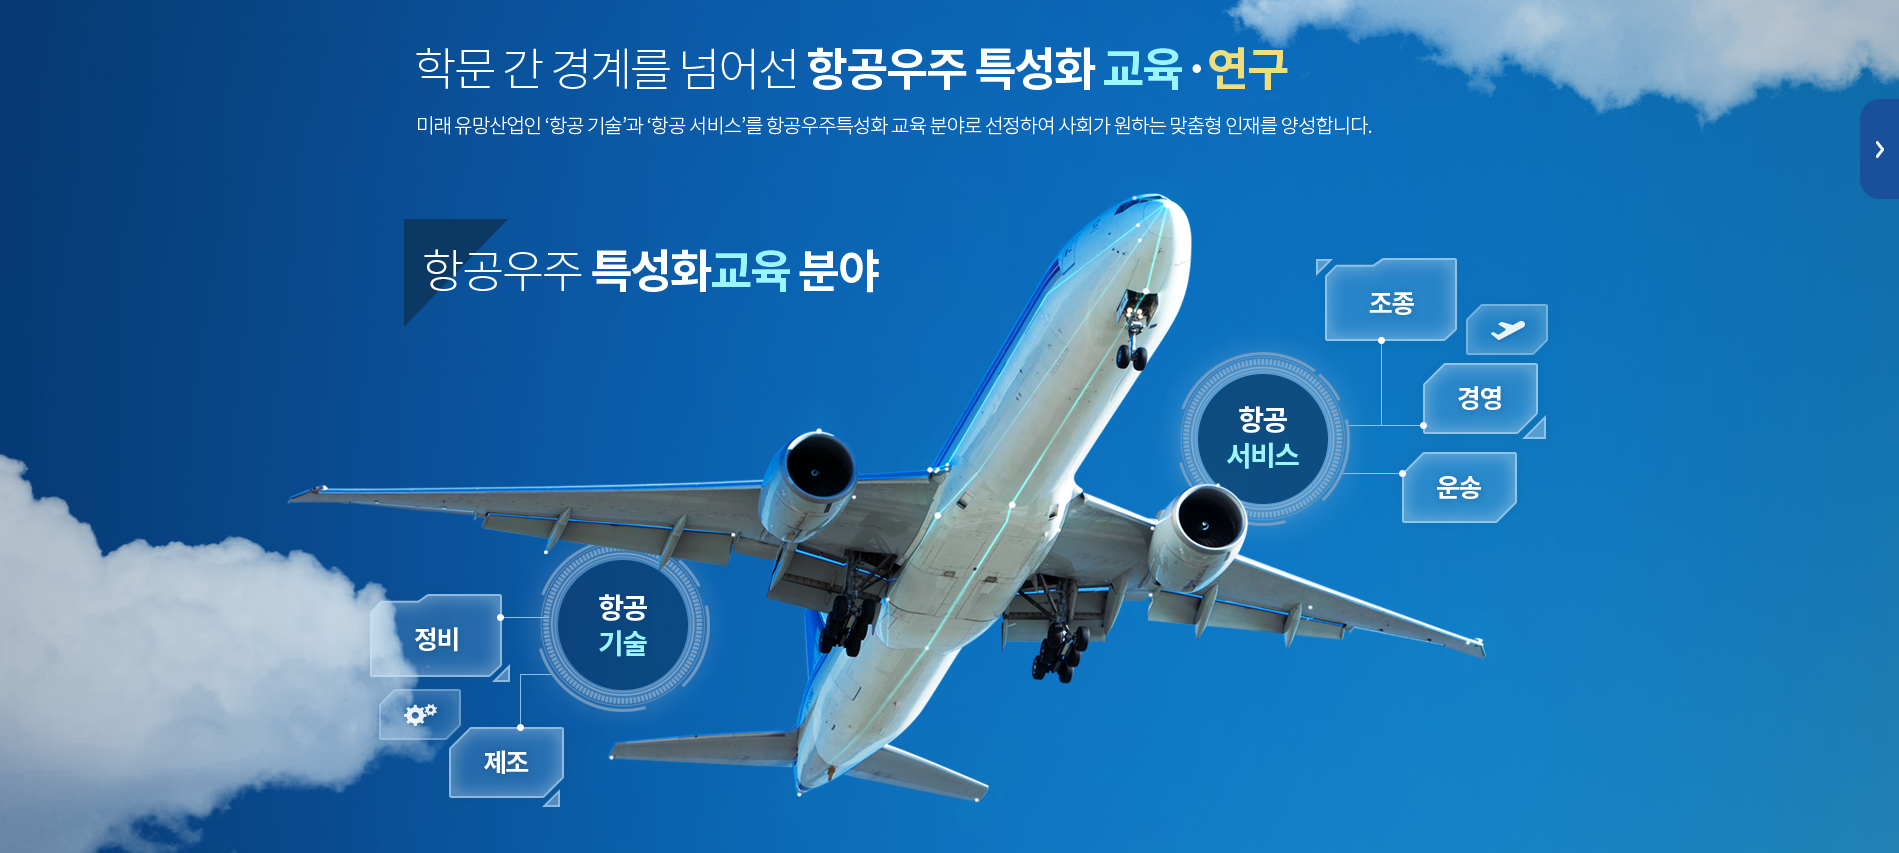 학문 간 경계를 넘어선 항공우주 특성화 교육·연구
미래 유망산업인 ‘항공 기술’과 ‘항공 서비스’를 항공우주특성화 교육 분야로 선정하여 사회가 원하는 맞춤형 인재를 양성합니다.
항공우주 특성화교육 분야
조종
경영
항공
서비스
운송
항공
기술
정비
제조